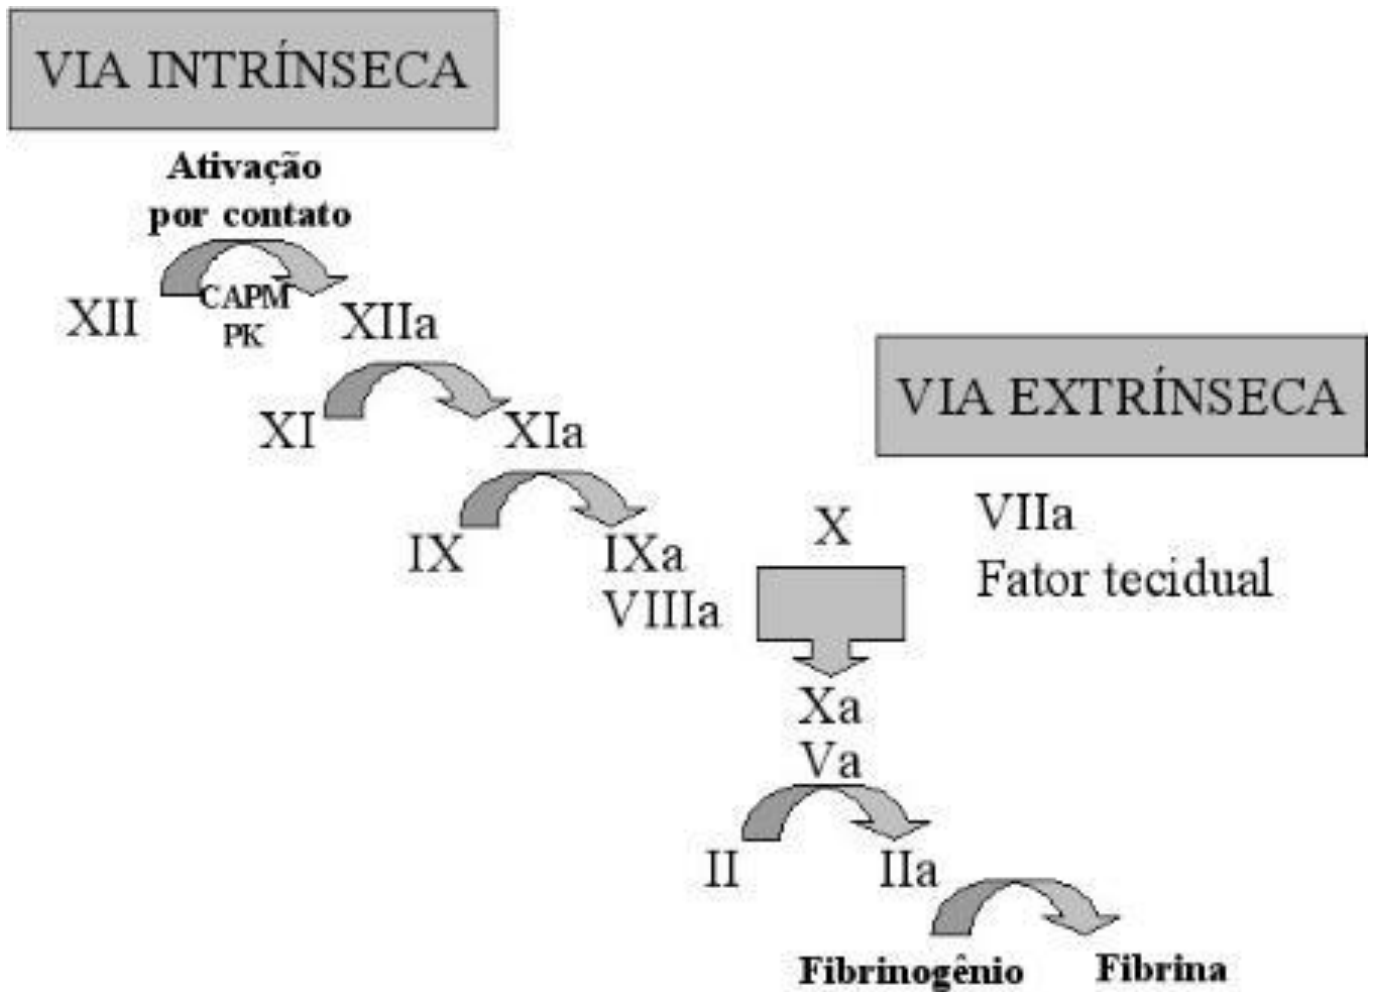 VIA INTRÍNSECA
Ativação
por contato
CAPM
PK
XII
XIIa
XI
XIa
IX
IXa
VIIIa
VIA EXTRÍNSECA
VIIa
Fator tecidual
X
Xa
Va
II
IIa
Fibrinogênio
Fibrina